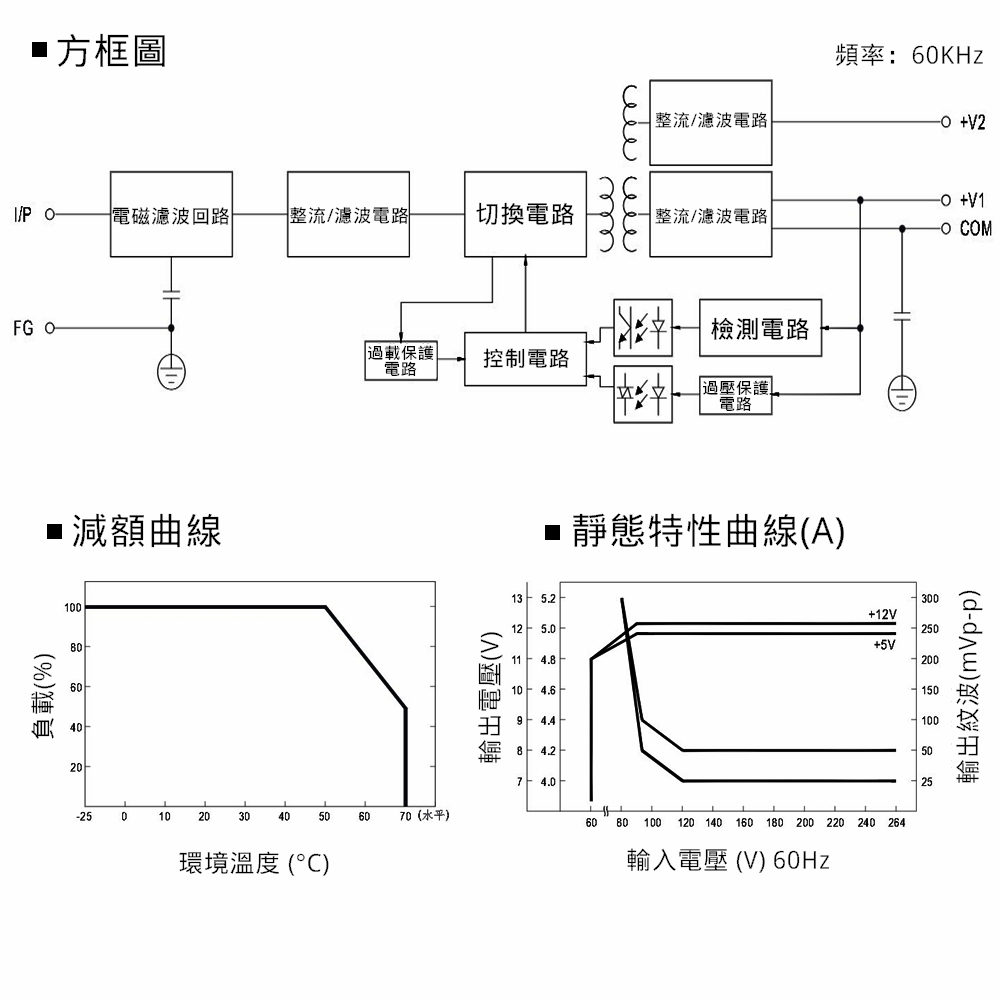 ■ 方框圖
頻率：60KHz
整流/濾波電路
+V2
I/P
電磁濾波回路
整流/濾波電路
切換電路
整流/濾波電路
+V1
COM
FG
過載保護
電路
控制電路
檢測電路
過壓保護
電路
■ 減額曲線
負載(%)
100
80
60
40
20
-25 0 10 20 30 40 50 60 70 (水平)
環境溫度 (°C)
■ 靜態特性曲線(A)
輸出電壓(V)
13 5.2
12 5.0
11 4.8
10 4.6
9 4.4
8 4.2
7 4.0
+12V
+5V
300
250
200
150
100
50
25
輸出紋波(mVp-p)
60 80 100 120 140 160 180 200 220 240 264
輸入電壓 (V) 60Hz